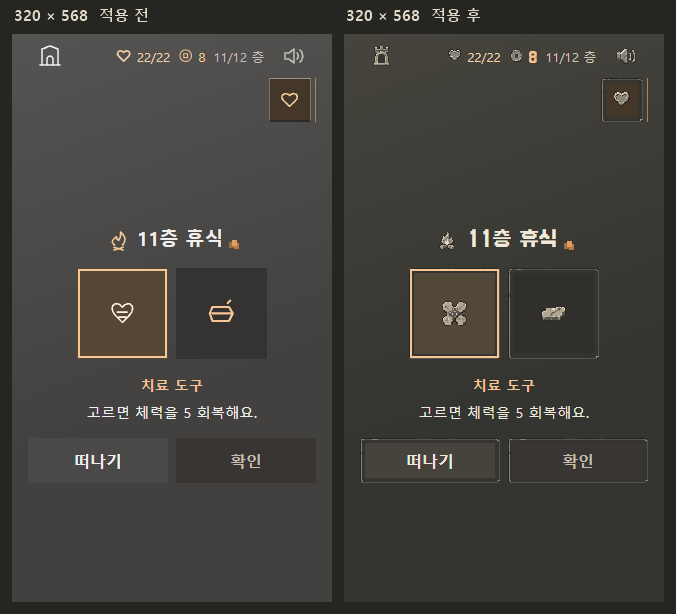 320 × 568 적용 전
22/22 8 11/12 층
11층 휴식
치료 도구
고르면 체력을 5 회복해요.
떠나기 확인
320 × 568 적용 후
22/22 8 11/12 층
11층 휴식
치료 도구
고르면 체력을 5 회복해요.
떠나기 확인